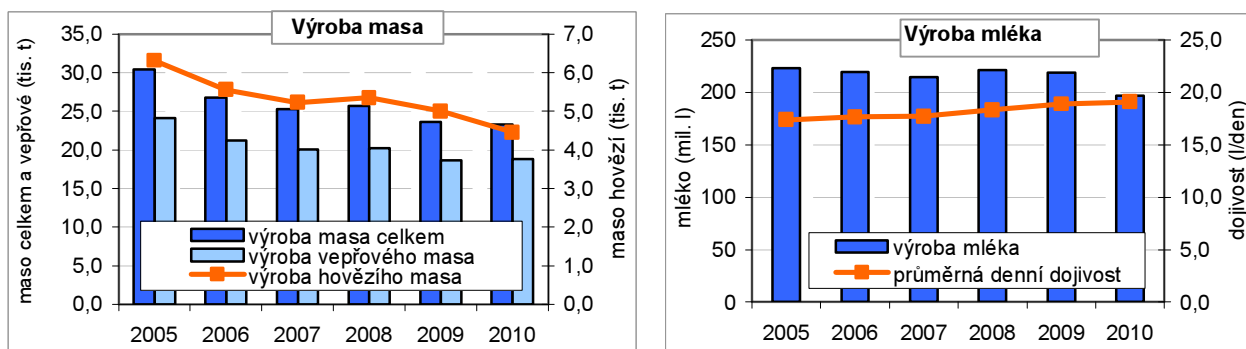 Výroba masa
35,0
30,0
25,0
20,0
15,0
10,0
5,0
0,0
maso celkem a vepřové (tis. t)
7,0
6,0
5,0
4,0
3,0
2,0
1,0
0,0
maso hovězí (tis. t)
výroba masa celkem
výroba vepřového masa
výroba hovězího masa
2005 2006 2007 2008 2009 2010
Výroba mléka
250
200
150
100
50
0
mléko (mil. l)
25,0
20,0
15,0
10,0
5,0
0,0
dojivost (l/den)
výroba mléka
průměrná denní dojivost
2005 2006 2007 2008 2009 2010